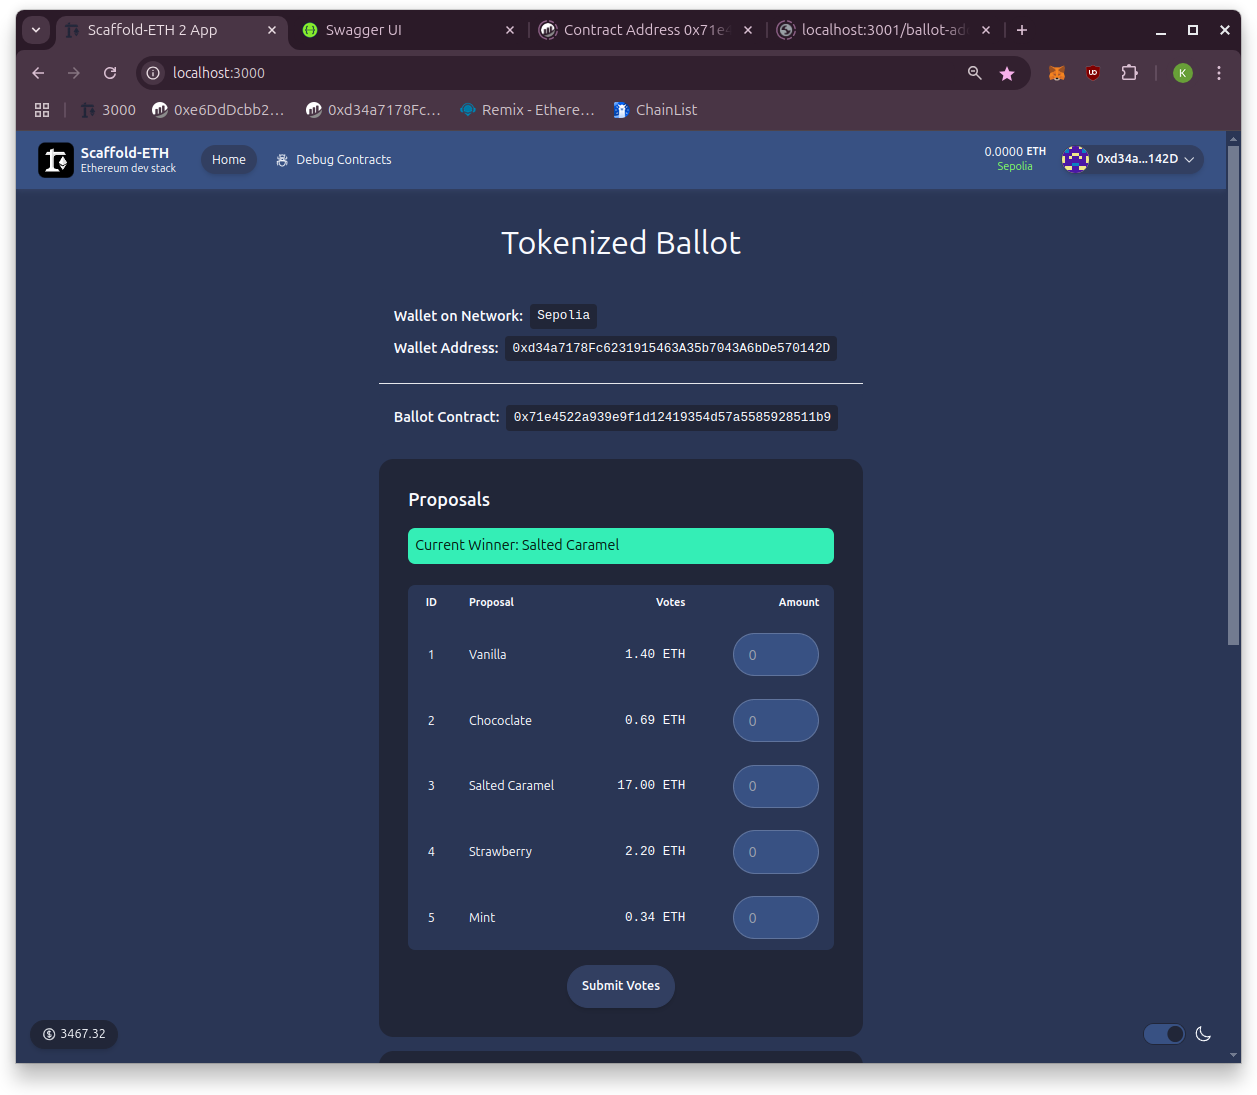 Scaffold-ETH 2 App
Swagger UI
Contract Address 0x71e4
localhost:3001/ballot-add
localhost:3000
K
3000
0xe6DdDcbb2...
0xd34a7178Fc...
Remix - Ethere...
ChainList
Scaffold-ETH
Ethereum dev stack
Home
Debug Contracts
0.0000 ETH
Sepolia
0xd34a...142D
Tokenized Ballot
Wallet on Network: Sepolia
Wallet Address: 0xd34a7178Fc6231915463A35b7043A6bDe570142D
Ballot Contract: 0x71e4522a939e9f1d12419354d57a5585928511b9
Proposals
Current Winner: Salted Caramel
ID Proposal Votes Amount
1 Vanilla 1.40 ETH 0
2 Chococlate 0.69 ETH 0
3 Salted Caramel 17.00 ETH 0
4 Strawberry 2.20 ETH 0
5 Mint 0.34 ETH 0
Submit Votes
3467.32